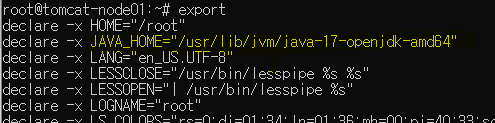 root@tomcat-node01:~# export
declare -x HOME="/root"
declare -x JAVA_HOME="/usr/lib/jvm/java-17-openjdk-amd64"
declare -x LANG="en_US.UTF-8"
declare -x LESSCLOSE="/usr/bin/lesspipe %s %s"
declare -x LESSOPEN="| /usr/bin/lesspipe %s"
declare -x LOGNAME="root"
declare -x LS_COLORS="rs=0:di=01;34:ln=01;36:mh=00:pi=40;33: